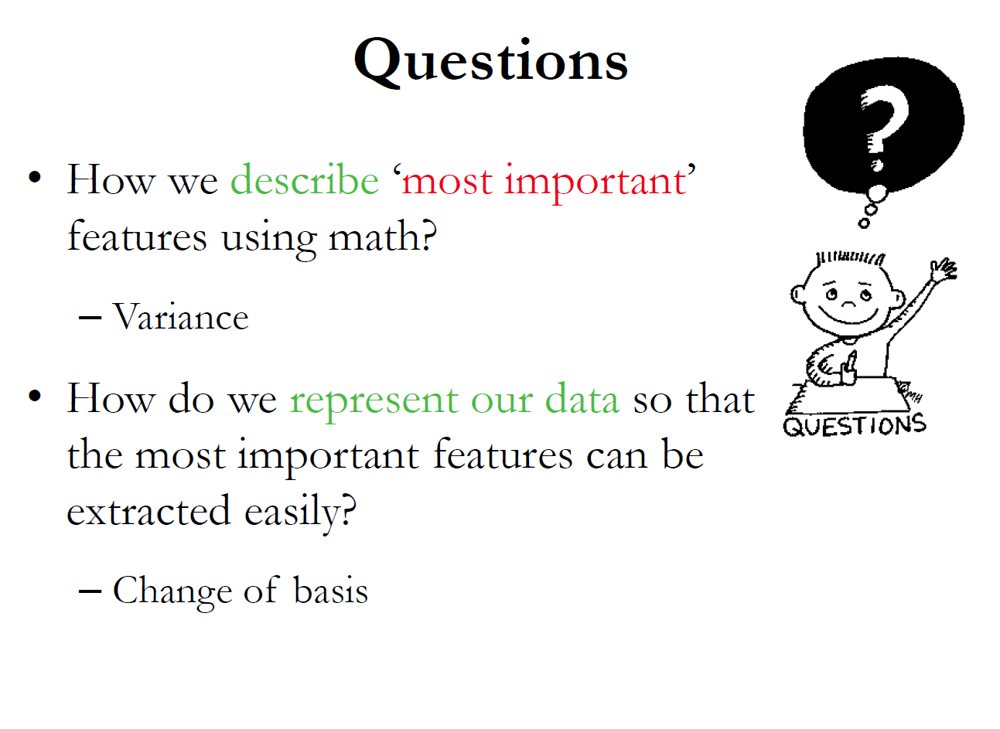 Questions
• How we describe ‘most important’
features using math?
– Variance
• How do we represent our data so that
the most important features can be
extracted easily?
– Change of basis
?
MH
QUESTIONS